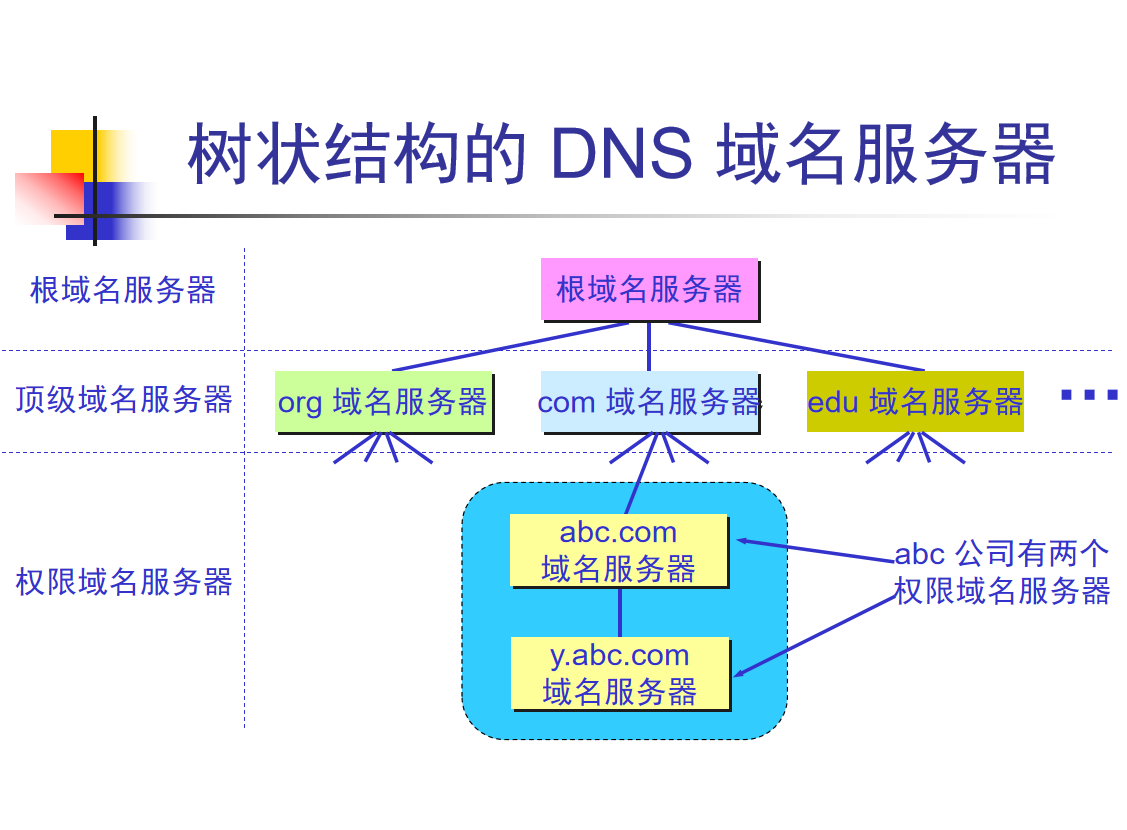 树状结构的 DNS 域名服务器
根域名服务器
根域名服务器
顶级域名服务器
org 域名服务器
com 域名服务器
edu 域名服务器
…
abc.com
域名服务器
权限域名服务器
abc 公司有两个
权限域名服务器
y.abc.com
域名服务器